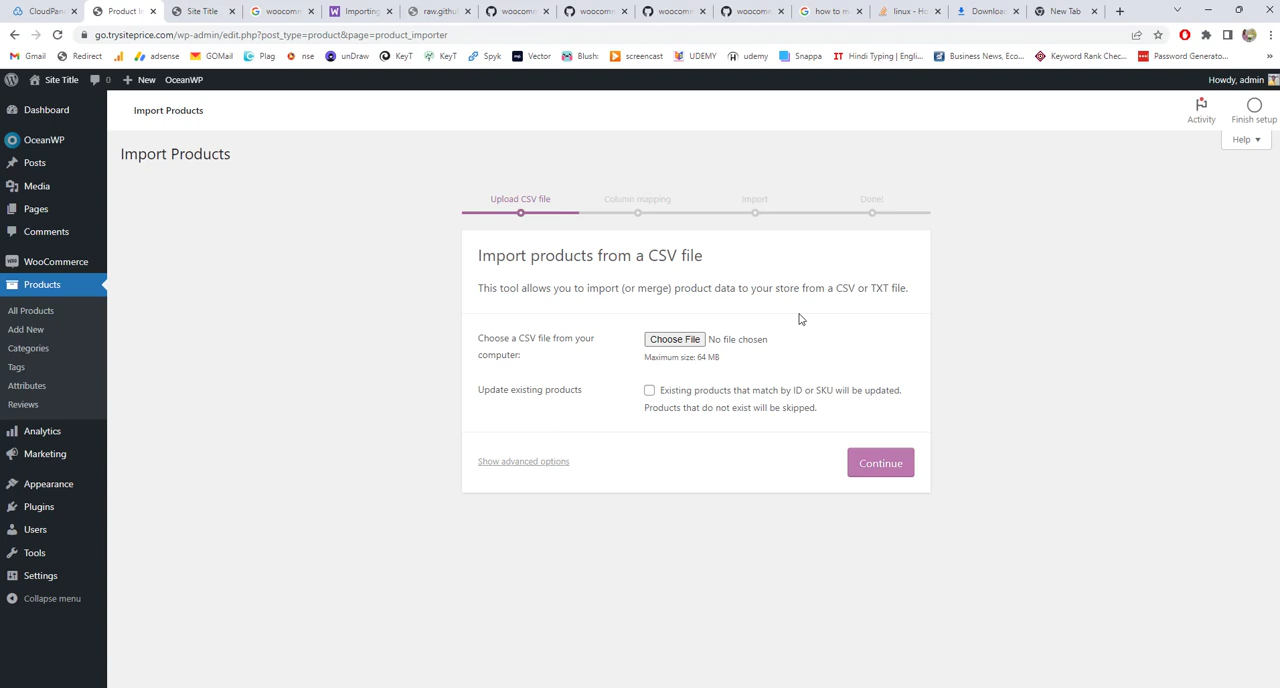 CloudPan
Product I
Site Title
woocomm
Importing
raw.githu
woocomm
woocomm
woocomm
woocome
how to m
linux - Ho
Downloa
New Tab
go.trysiteprice.com/wp-admin/edit.php?post_type=product&page=product_importer
Gmail
Redirect
adsense
GOMail
Plag
nse
unDraw
KeyT
KeyT
Spyk
Vector
Blush:
screencast
UDEMY
udemy
Snappa
Hindi Typing | Engli...
Business News, Eco...
Keyword Rank Chec...
Password Generato...
Site Title
0
New
OceanWP
Howdy, admin
Dashboard
OceanWP
Posts
Media
Pages
Comments
WooCommerce
Products
All Products
Add New
Categories
Tags
Attributes
Reviews
Analytics
Marketing
Appearance
Plugins
Users
Tools
Settings
Collapse menu
Import Products
Activity
Finish setup
Help
Import Products
Upload CSV file
Column mapping
Import
Done!
Import products from a CSV file
This tool allows you to import (or merge) product data to your store from a CSV or TXT file.
Choose a CSV file from your
computer:
Choose File No file chosen
Maximum size: 64 MB
Update existing products
Existing products that match by ID or SKU will be updated.
Products that do not exist will be skipped.
Show advanced options
Continue